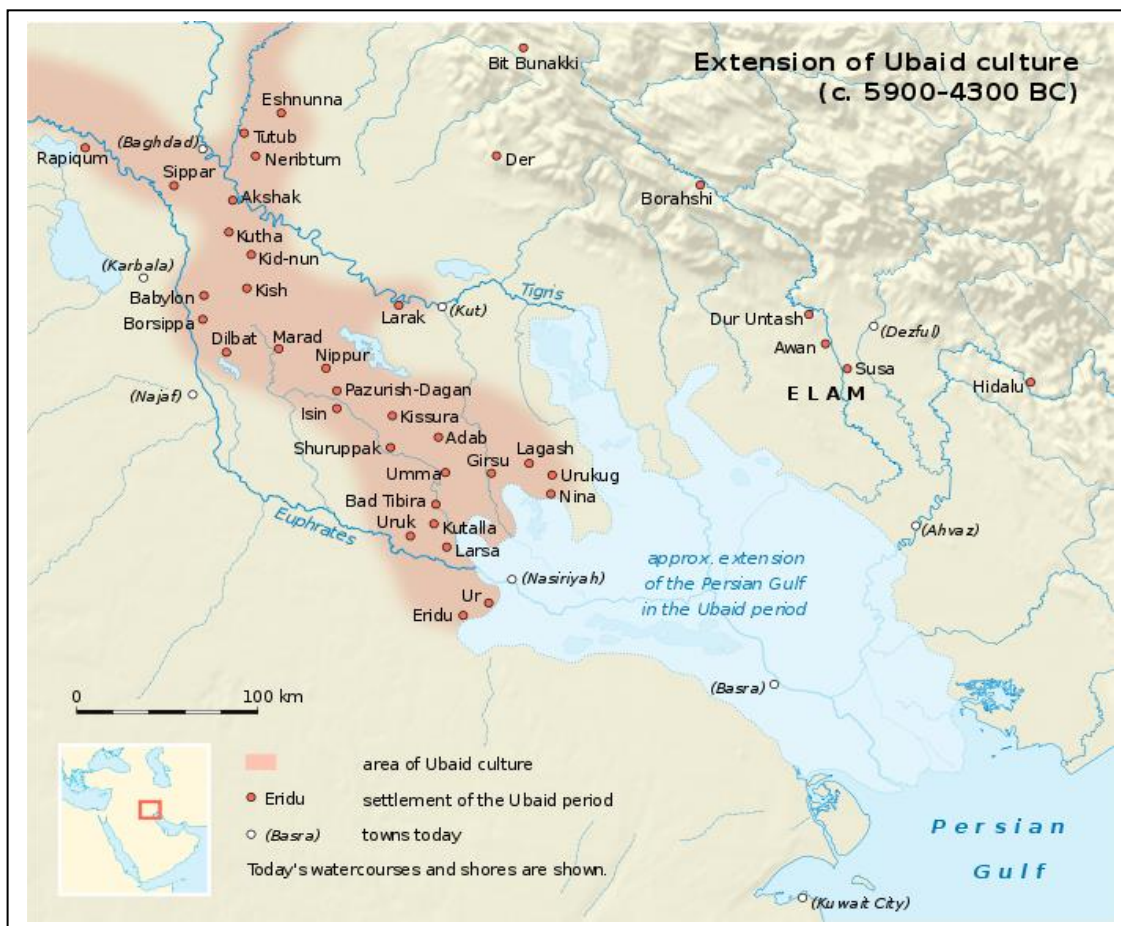 Extension of Ubaid culture
(c. 5900–4300 BC)
Bit Bunakki
Eshnunna
Tutub
(Baghdad)
Neribtum
Rapiqum
Der
Sippar
Borahshi
Akshak
Kutha
Kid-nun
(Karbala)
Kish
Tigris
Babylon
Larak
(Kut)
Borsippa
Dur Untash
(Dezful)
Dilbat
Marad
Awan
Nippur
Susa
Pazurish-Dagan
ELAM
Hidalu
(Najaf)
Isin
Kissura
Adab
Shuruppak
Lagash
Girsu
Umma
Urukug
Nina
Bad Tibira
Uruk
Kutalla
Euphrates
Larsa
(Ahvaz)
approx. extension
of the Persian Gulf
in the Ubaid period
(Nasiriyah)
Ur
Eridu
(Basra)
0 100 km
area of Ubaid culture
Eridu settlement of the Ubaid period
(Basra) towns today
Today's watercourses and shores are shown.
Persian
Gulf
(Kuwait City)